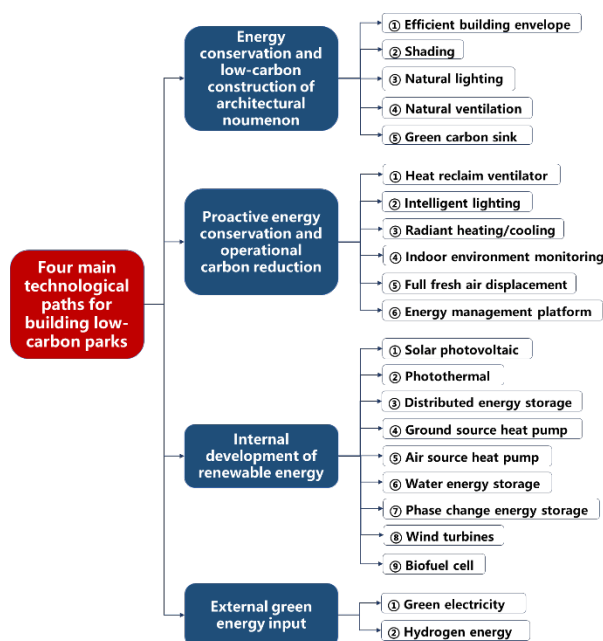 Four main
technological
paths for
building low-
carbon parks
Energy conservation and
low-carbon
construction of
architectural
noumenon
① Efficient building envelope
② Shading
③ Natural lighting
④ Natural ventilation
⑤ Green carbon sink
Proactive energy
conservation and
operational
carbon reduction
① Heat reclaim ventilator
② Intelligent lighting
③ Radiant heating/cooling
④ Indoor environment monitoring
⑤ Full fresh air displacement
⑥ Energy management platform
Internal
development of
renewable energy
① Solar photovoltaic
② Photothermal
③ Distributed energy storage
④ Ground source heat pump
⑤ Air source heat pump
⑥ Water energy storage
⑦ Phase change energy storage
⑧ Wind turbines
⑨ Biofuel cell
External green
energy input
① Green electricity
② Hydrogen energy